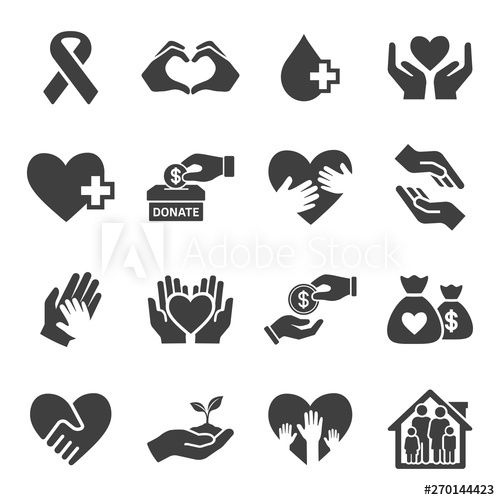 $
DONATE
Adobe Stock
$
$
#270144423